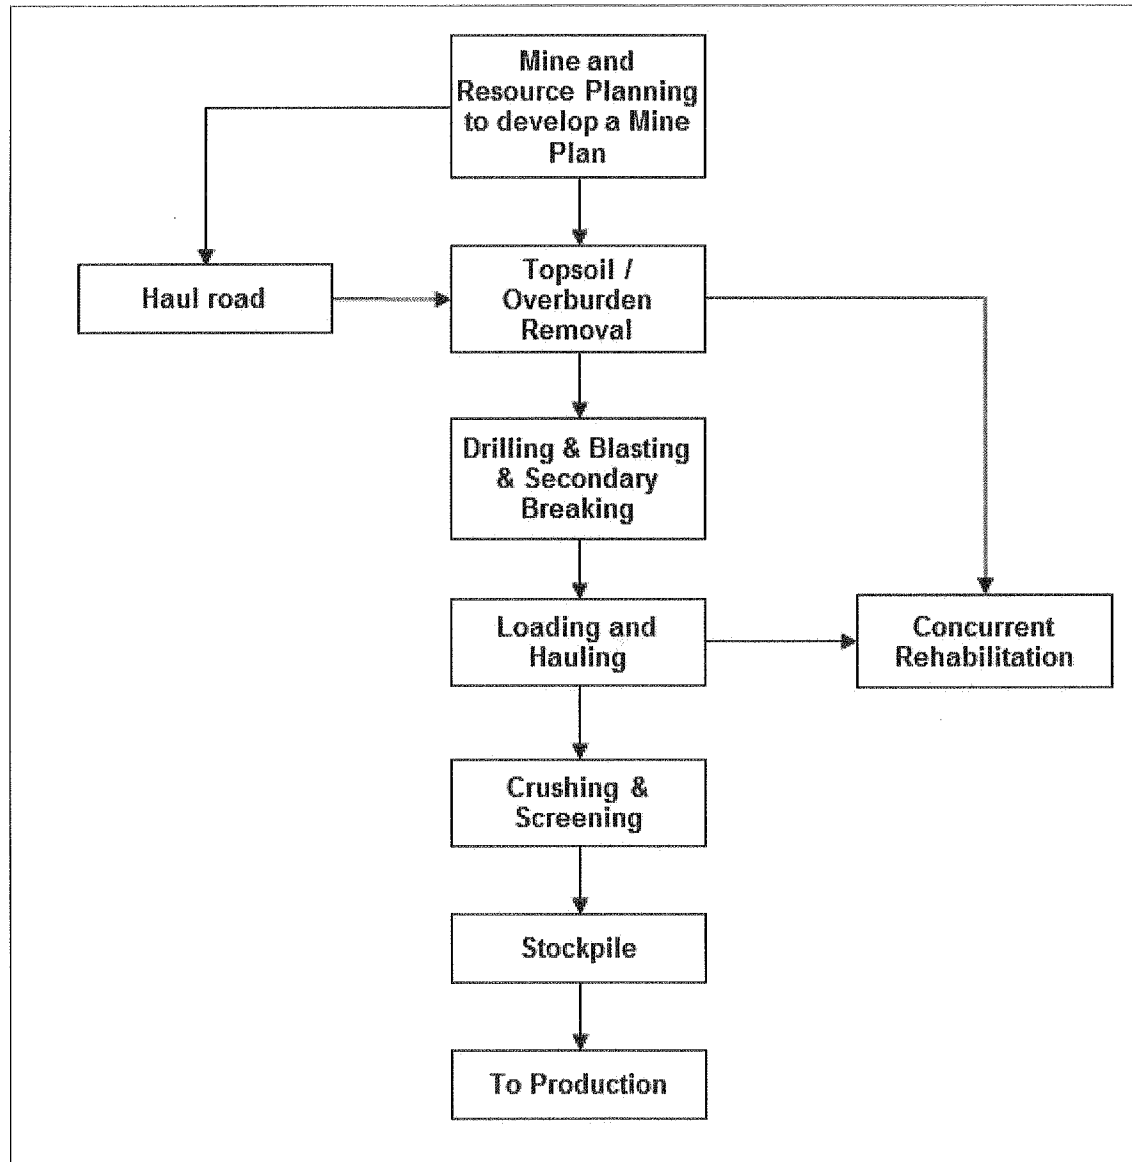 Mine and
Resource Planning
to develop a Mine
Plan
Haul road
Topsoil /
Overburden
Removal
Drilling & Blasting
& Secondary
Breaking
Loading and
Hauling
Concurrent
Rehabilitation
Crushing &
Screening
Stockpile
To Production